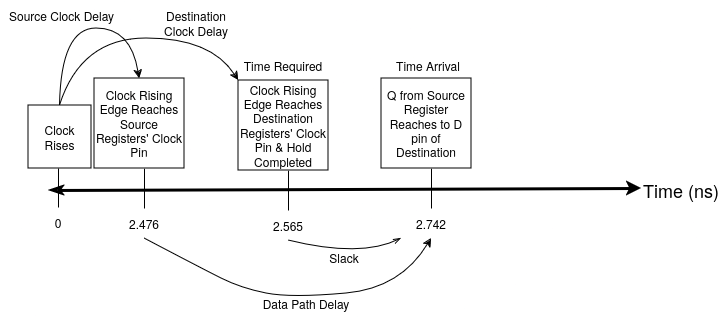 Source Clock Delay
Destination
Clock Delay
Time Required
Time Arrival
Clock
Rises
Clock Rising
Edge Reaches
Source
Registers' Clock
Pin
Clock Rising
Edge Reaches
Destination
Registers' Clock
Pin & Hold
Completed
Q from Source
Register
Reaches to D
pin of
Destination
Time (ns)
0
2.476
2.565
2.742
Slack
Data Path Delay